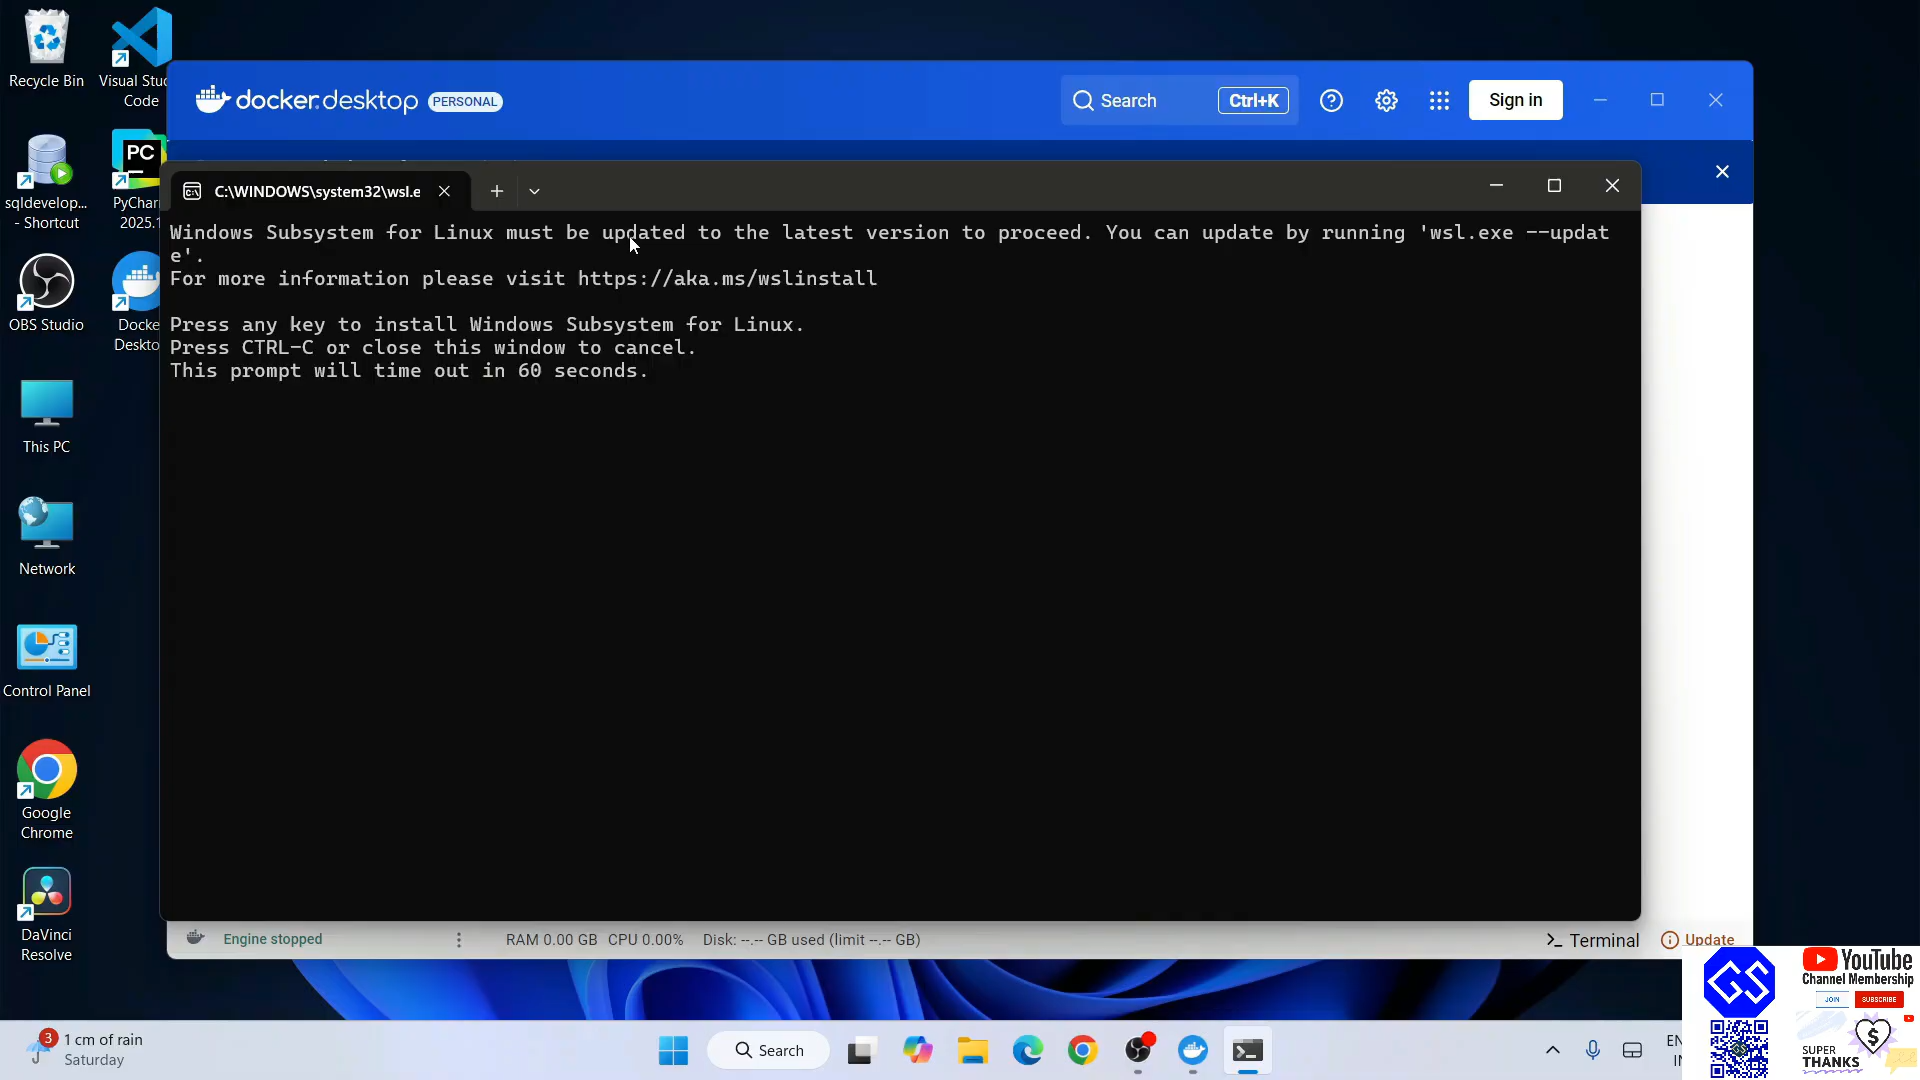 Recycle Bin
Visual Stud
Code
docker.desktop PERSONAL
Search Ctrl+K
Sign in
sqldevelop...
- Shortcut
PC
PyChar
2025.1
C:\WINDOWS\system32\wsl.e
Windows Subsystem for Linux must be updated to the latest version to proceed. You can update by running 'wsl.exe --updat
e'.
For more information please visit https://aka.ms/wslinstall
Press any key to install Windows Subsystem for Linux.
Press CTRL-C or close this window to cancel.
This prompt will time out in 60 seconds.
OBS Studio
Docke
Deskto
This PC
Network
Control Panel
Google
Chrome
DaVinci
Resolve
Engine stopped
RAM 0.00 GB CPU 0.00% Disk: --.-- GB used (limit --.-- GB)
>_ Terminal
Update
GS
YouTube
Channel Membership
JOIN SUBSCRIBE
SUPER
THANKS
3
1 cm of rain
Saturday
Search